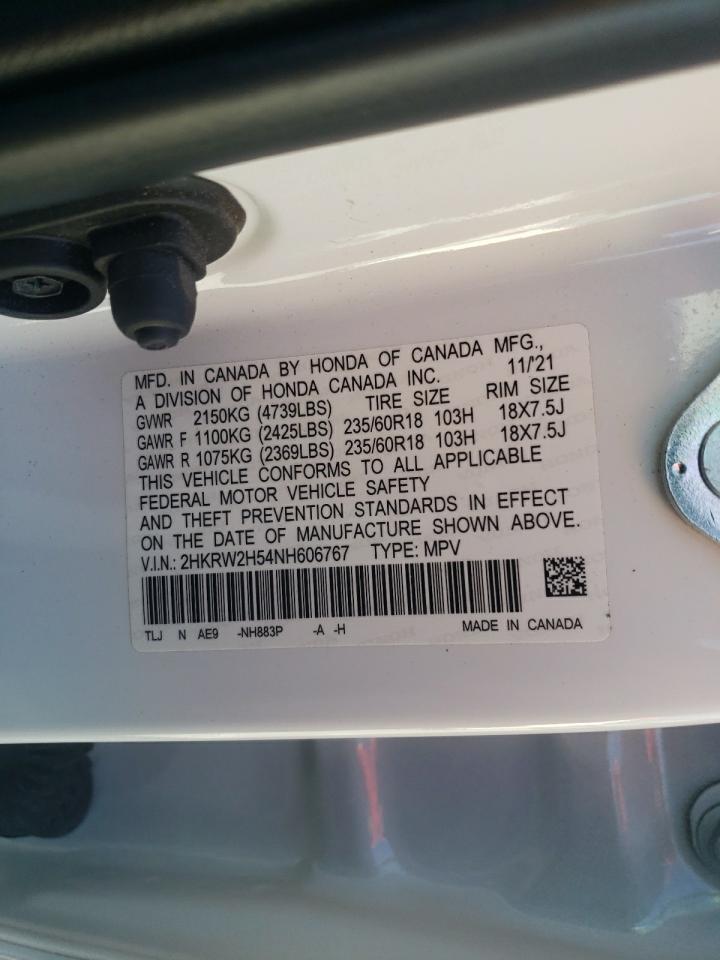 MFD. IN CANADA BY HONDA OF CANADA MFG.,
A DIVISION OF HONDA CANADA INC. 11/'21
GVWR 2150KG (4739LBS) TIRE SIZE RIM SIZE
GAWR F 1100KG (2425LBS) 235/60R18 103H 18X7.5J
GAWR R 1075KG (2369LBS) 235/60R18 103H 18X7.5J
THIS VEHICLE CONFORMS TO ALL APPLICABLE
FEDERAL MOTOR VEHICLE SAFETY
AND THEFT PREVENTION STANDARDS IN EFFECT
ON THE DATE OF MANUFACTURE SHOWN ABOVE.
V.I.N.: 2HKRW2H54NH606767 TYPE: MPV
TLJ N AE9 -NH883P -A -H MADE IN CANADA